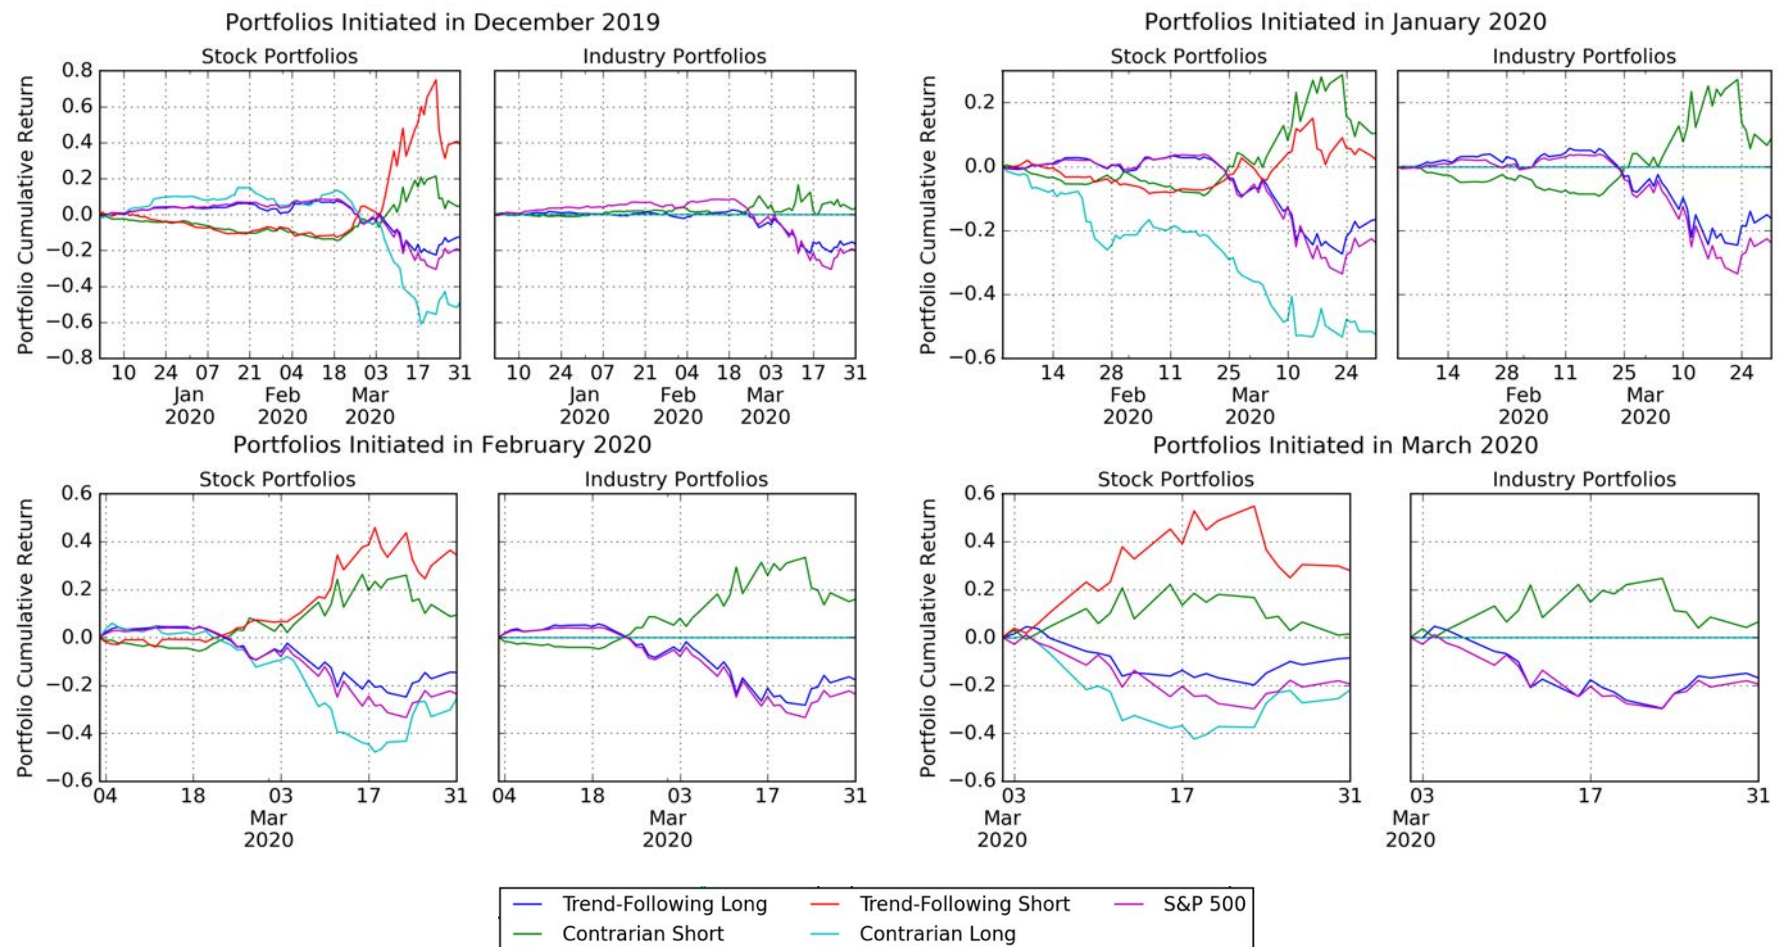 Portfolios Initiated in December 2019
Stock Portfolios
Industry Portfolios
Portfolio Cumulative Return
0.8
0.6
0.4
0.2
0.0
−0.2
−0.4
−0.6
−0.8
10 24 07 21 04 18 03 17 31
Jan Feb Mar
2020 2020 2020
10 24 07 21 04 18 03 17 31
Jan Feb Mar
2020 2020 2020
Portfolios Initiated in January 2020
Stock Portfolios
Industry Portfolios
Portfolio Cumulative Return
0.2
0.0
−0.2
−0.4
−0.6
14 28 11 25 10 24
Feb Mar
2020 2020
14 28 11 25 10 24
Feb Mar
2020 2020
Portfolios Initiated in February 2020
Stock Portfolios
Industry Portfolios
Portfolio Cumulative Return
0.6
0.4
0.2
0.0
−0.2
−0.4
−0.6
04 18 03 17 31
Mar
2020
04 18 03 17 31
Mar
2020
Portfolios Initiated in March 2020
Stock Portfolios
Industry Portfolios
Portfolio Cumulative Return
0.6
0.4
0.2
0.0
−0.2
−0.4
−0.6
03 17 31
Mar
2020
03 17 31
Mar
2020
Trend-Following Long Trend-Following Short S&P 500
Contrarian Short Contrarian Long